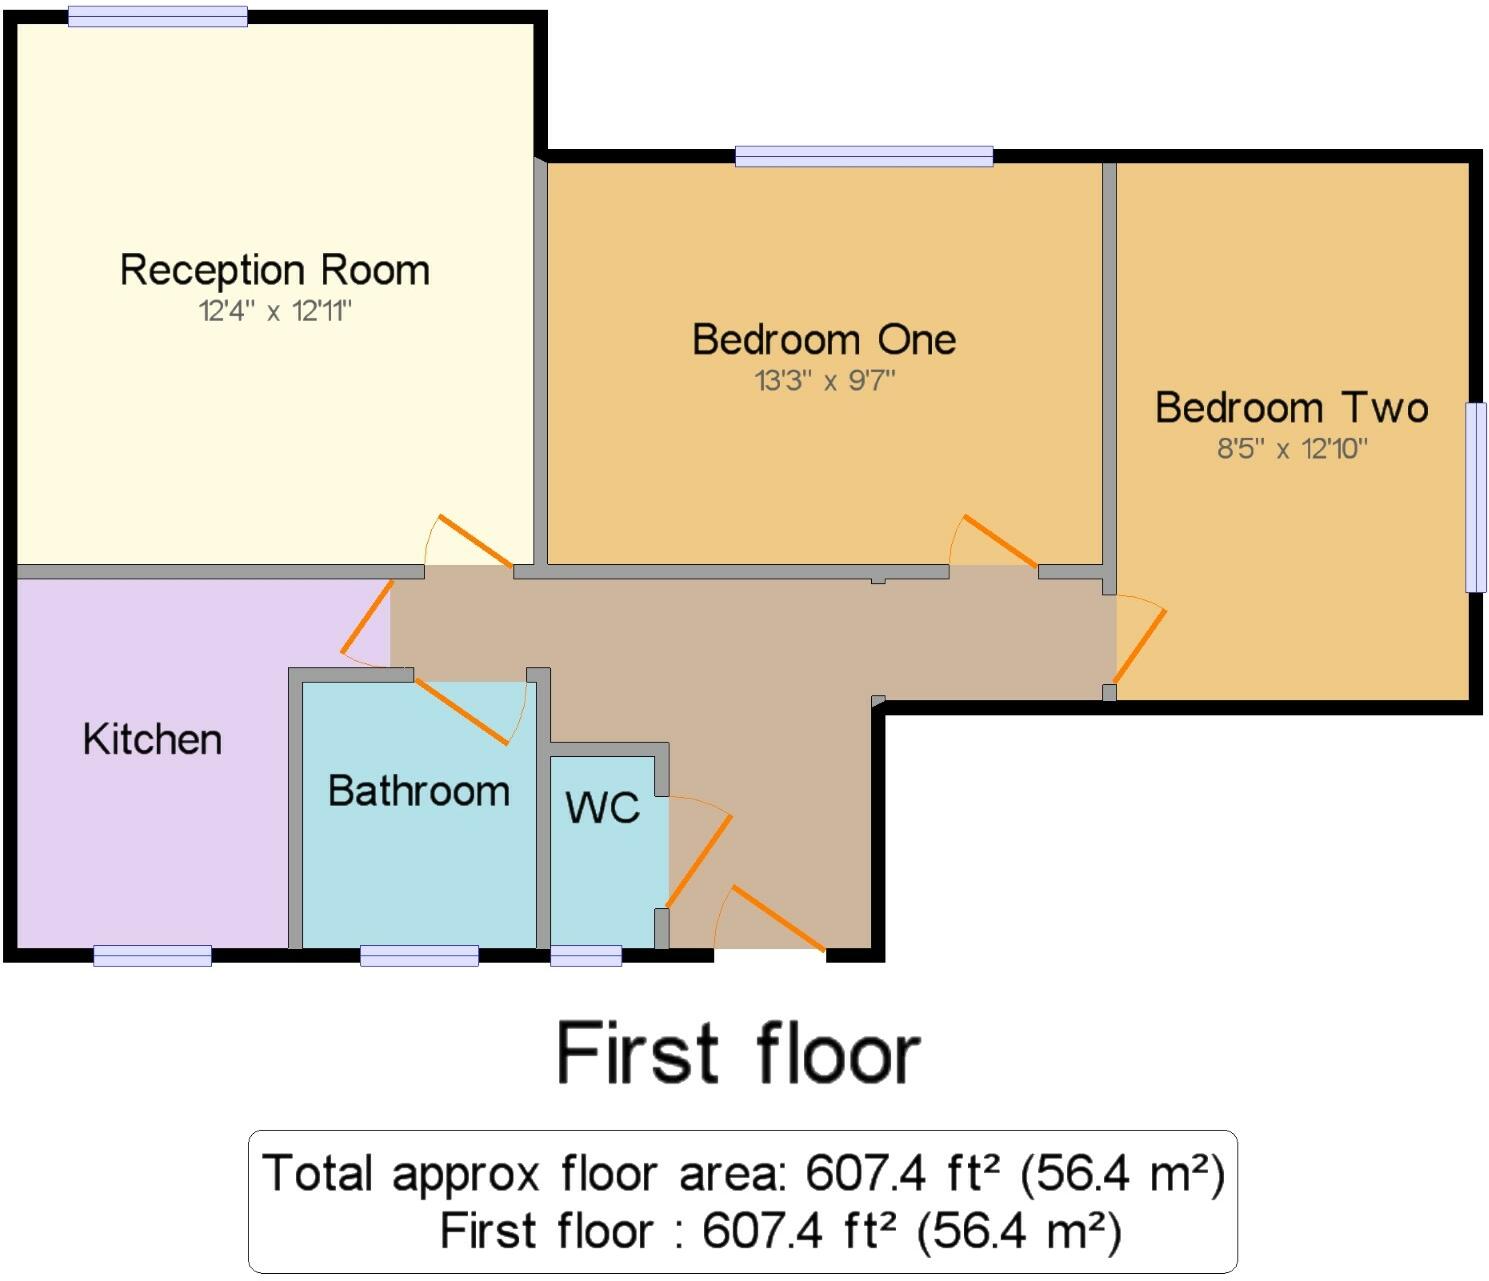 Reception Room
12'4" x 12'11"
Bedroom One
13'3" x 9'7"
Bedroom Two
8'5" x 12'10"
Kitchen
Bathroom
WC
First floor
Total approx floor area: 607.4 ft² (56.4 m²)
First floor : 607.4 ft² (56.4 m²)